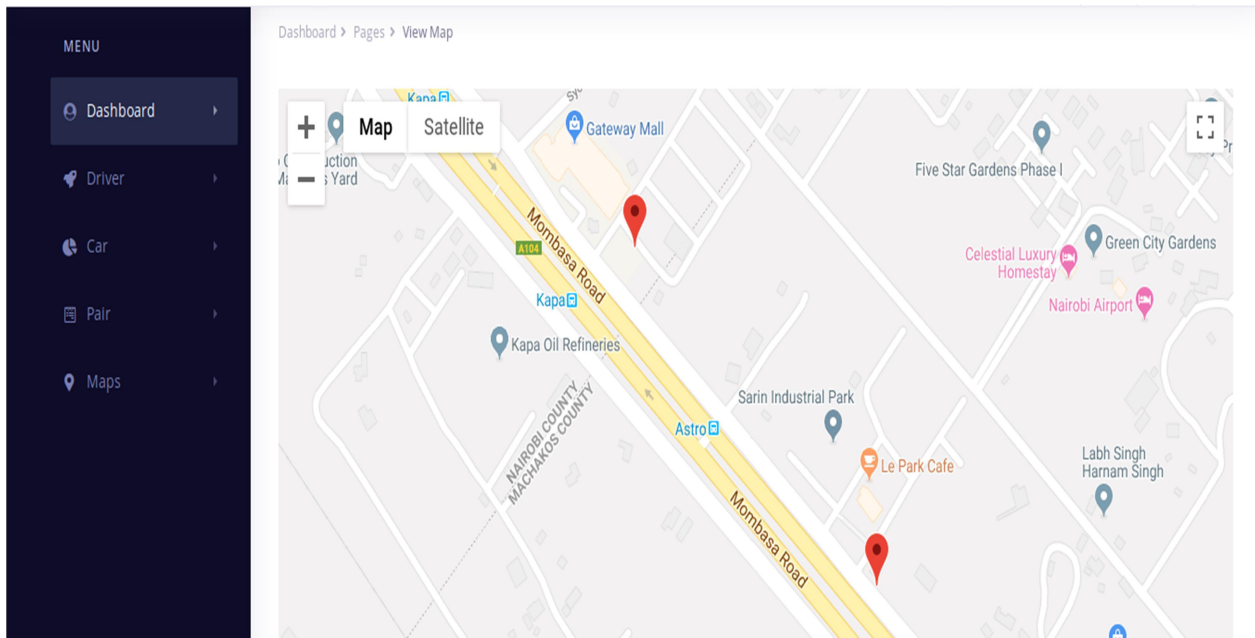 MENU
Dashboard
Driver
Car
Pair
Maps
Dashboard > Pages > View Map
+
Map
Satellite
−
Kapa
Gateway Mall
Yard
Five Star Gardens Phase I
Green City Gardens
Celestial Luxury
Homestay
Nairobi Airport
Mombasa Road
A104
Kapa
Kapa Oil Refineries
NAIROBI COUNTY
MACHAKOS COUNTY
Sarin Industrial Park
Astro
Le Park Cafe
Labh Singh
Harnam Singh
Mombasa Road